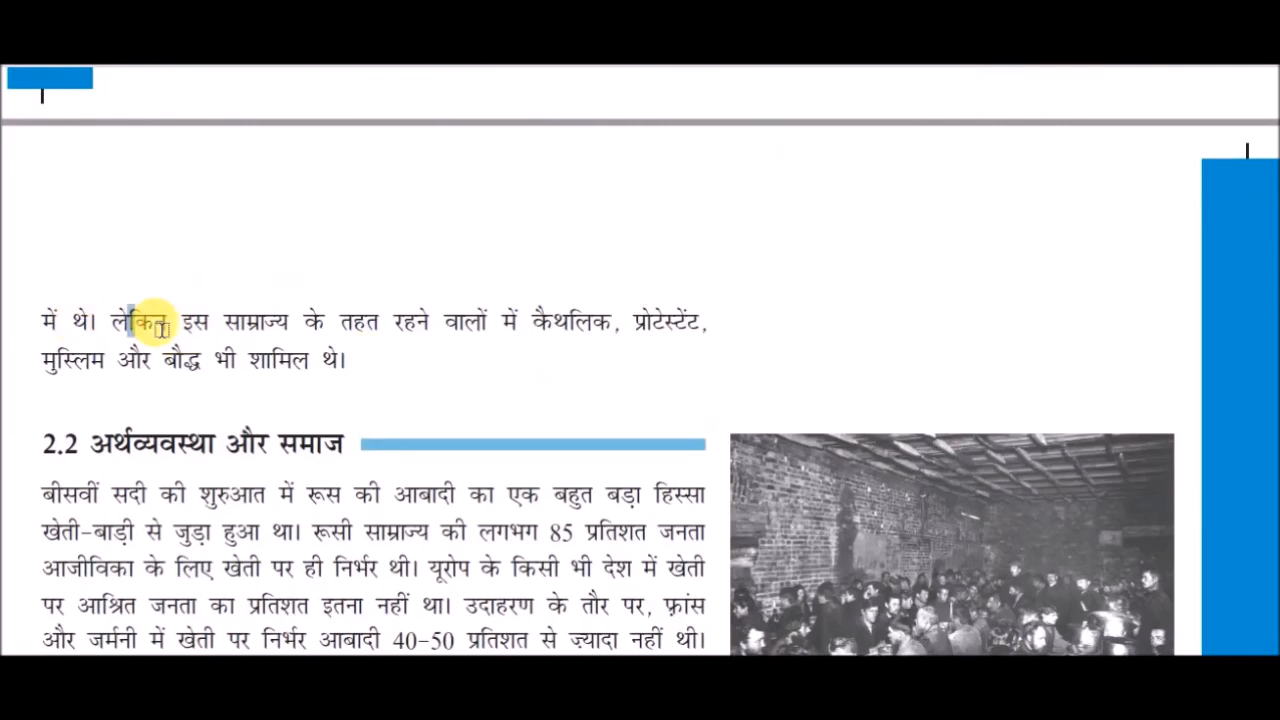 में थे। लेकिन इस साम्राज्य के तहत रहने वालों में कैथलिक, प्रोटेस्टेंट,
मुस्लिम और बौद्ध भी शामिल थे।
2.2 अर्थव्यवस्था और समाज
बीसवीं सदी की शुरुआत में रूस की आबादी का एक बहुत बड़ा हिस्सा
खेती-बाड़ी से जुड़ा हुआ था। रूसी साम्राज्य की लगभग 85 प्रतिशत जनता
आजीविका के लिए खेती पर ही निर्भर थी। यूरोप के किसी भी देश में खेती
पर आश्रित जनता का प्रतिशत इतना नहीं था। उदाहरण के तौर पर, फ़्रांस
और जर्मनी में खेती पर निर्भर आबादी 40-50 प्रतिशत से ज़्यादा नहीं थी।